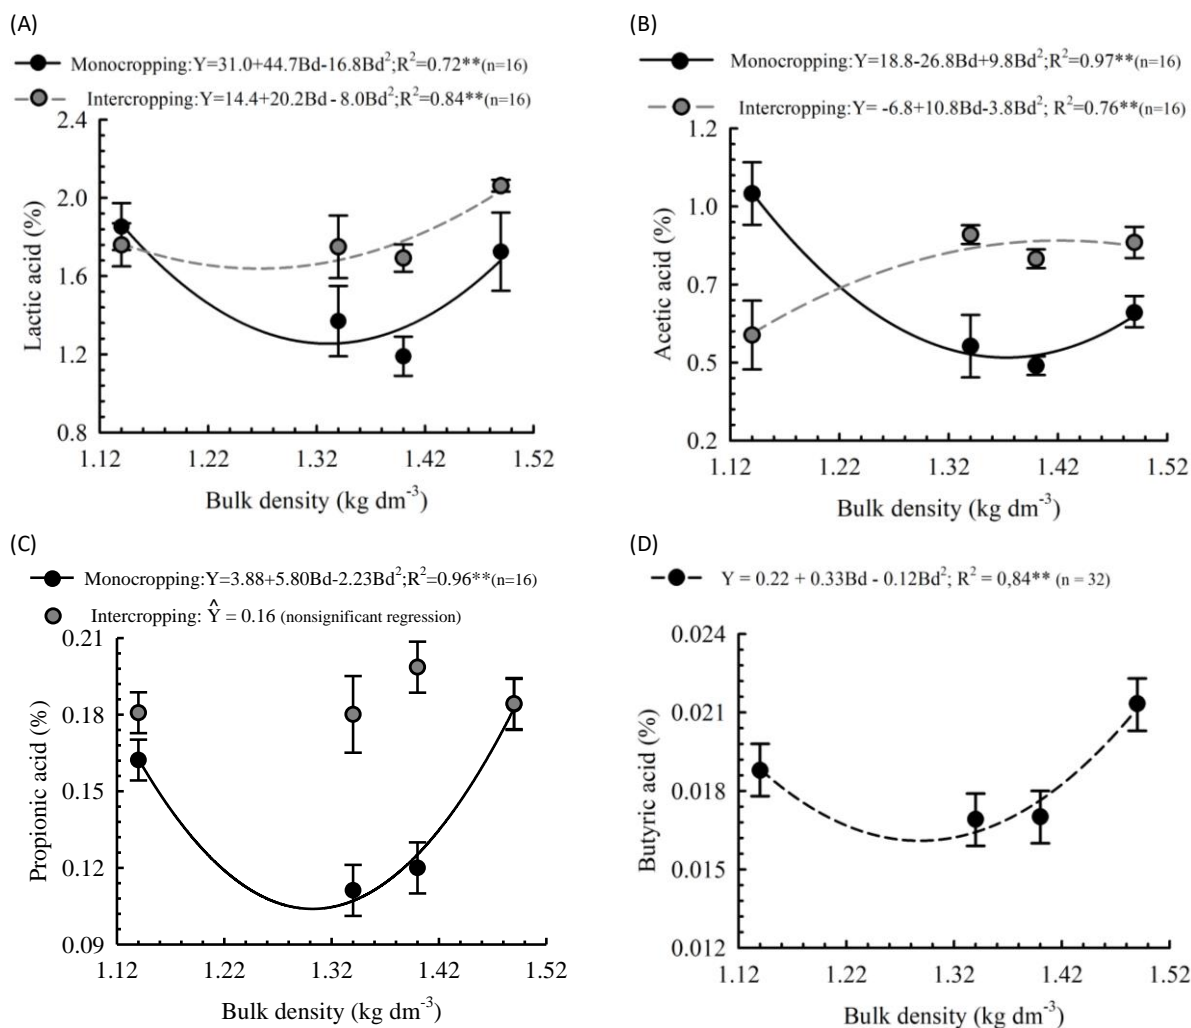 (A)
Monocropping:Y=31.0+44.7Bd-16.8Bd²;R²=0.72**(n=16)
Intercropping:Y=14.4+20.2Bd - 8.0Bd²;R²=0.84**(n=16)
2.4
2.0
1.6
1.2
0.8
Lactic acid (%)
1.12 1.22 1.32 1.42 1.52
Bulk density (kg dm⁻³)
(B)
Monocropping:Y=18.8-26.8Bd+9.8Bd²;R²=0.97**(n=16)
Intercropping:Y= -6.8+10.8Bd-3.8Bd²; R²=0.76**(n=16)
1.2
1.0
0.7
0.5
0.2
Acetic acid (%)
1.12 1.22 1.32 1.42 1.52
Bulk density (kg dm⁻³)
(C)
Monocropping:Y=3.88+5.80Bd-2.23Bd²;R²=0.96**(n=16)
Intercropping: Ŷ = 0.16 (nonsignificant regression)
0.21
0.18
0.15
0.12
0.09
Propionic acid (%)
1.12 1.22 1.32 1.42 1.52
Bulk density (kg dm⁻³)
(D)
Y = 0.22 + 0.33Bd - 0.12Bd²; R² = 0,84** (n = 32)
0.024
0.021
0.018
0.015
0.012
Butyric acid (%)
1.12 1.22 1.32 1.42 1.52
Bulk density (kg dm⁻³)